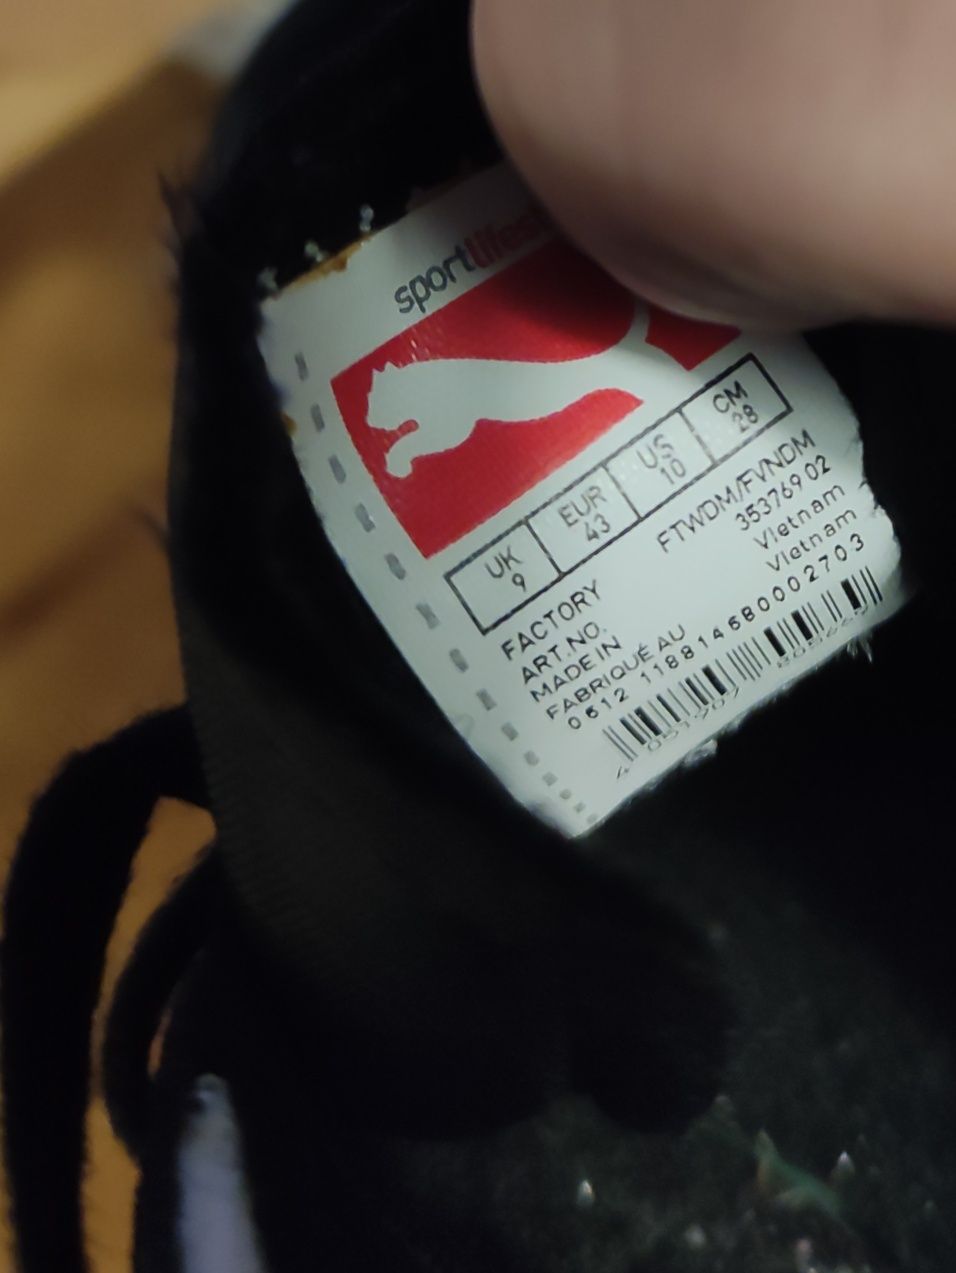 sportlifes
UK EUR US CM
9 43 10 28
FACTORY FTWDM/FVNDM
ART.NO. 353769 02
MADE IN Vietnam
FABRIQUÉ AU Vietnam
0612 118814680002703